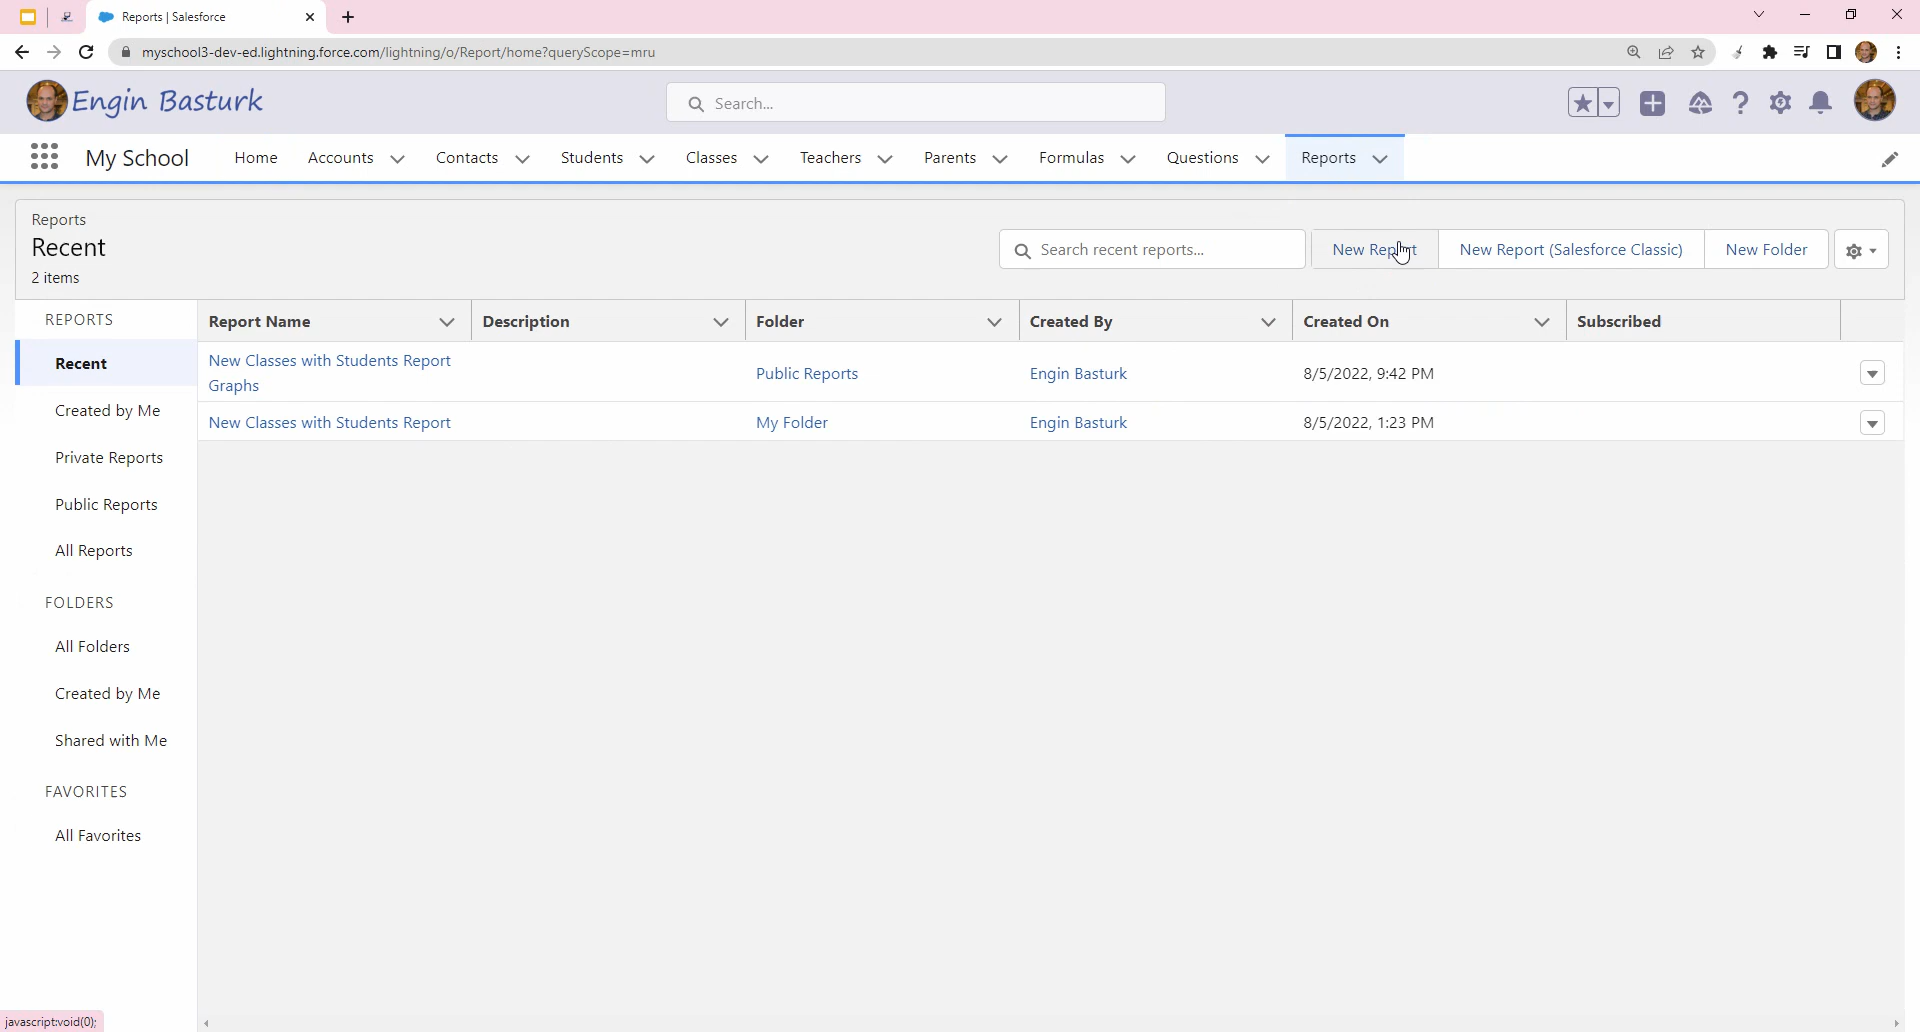 Reports | Salesforce
myschool3-dev-ed.lightning.force.com/lightning/o/Report/home?queryScope=mru
Engin Basturk
Search...
My School
Home
Accounts
Contacts
Students
Classes
Teachers
Parents
Formulas
Questions
Reports
Reports
Recent
2 items
Search recent reports...
New Report
New Report (Salesforce Classic)
New Folder
REPORTS
Recent
Created by Me
Private Reports
Public Reports
All Reports
FOLDERS
All Folders
Created by Me
Shared with Me
FAVORITES
All Favorites
Report Name
Description
Folder
Created By
Created On
Subscribed
New Classes with Students Report
Graphs
Public Reports
Engin Basturk
8/5/2022, 9:42 PM
New Classes with Students Report
My Folder
Engin Basturk
8/5/2022, 1:23 PM
javascript:void(0);